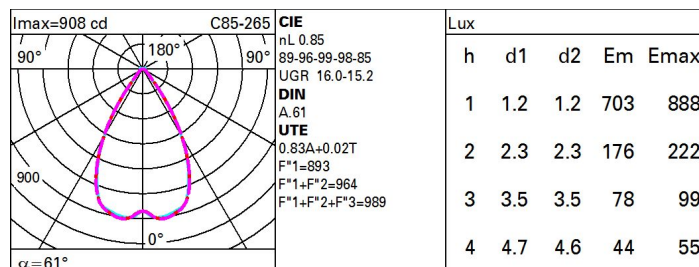 Imax=908 cd C85-265
90° 180° 90°
900
0°
α=61°
CIE
nL 0.85
89-96-99-98-85
UGR 16.0-15.2
DIN
A.61
UTE
0.83A+0.02T
F"1=893
F"1+F"2=964
F"1+F"2+F"3=989
Lux
h d1 d2 Em Emax
1 1.2 1.2 703 888
2 2.3 2.3 176 222
3 3.5 3.5 78 99
4 4.7 4.6 44 55